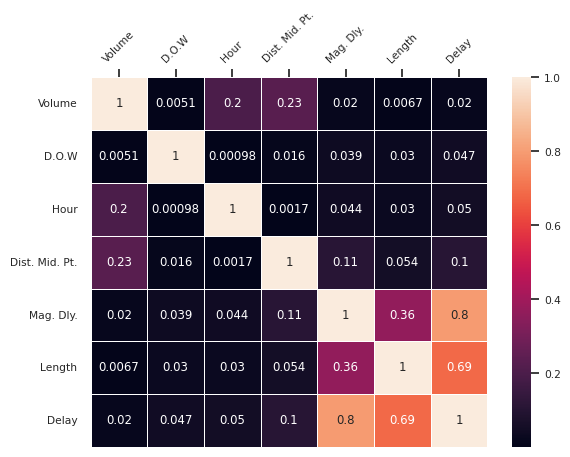 Volume D.O.W Hour Dist. Mid. Pt. Mag. Dly. Length Delay
Volume 1 0.0051 0.2 0.23 0.02 0.0067 0.02
D.O.W 0.0051 1 0.00098 0.016 0.039 0.03 0.047
Hour 0.2 0.00098 1 0.0017 0.044 0.03 0.05
Dist. Mid. Pt. 0.23 0.016 0.0017 1 0.11 0.054 0.1
Mag. Dly. 0.02 0.039 0.044 0.11 1 0.36 0.8
Length 0.0067 0.03 0.03 0.054 0.36 1 0.69
Delay 0.02 0.047 0.05 0.1 0.8 0.69 1
1.0
0.8
0.6
0.4
0.2